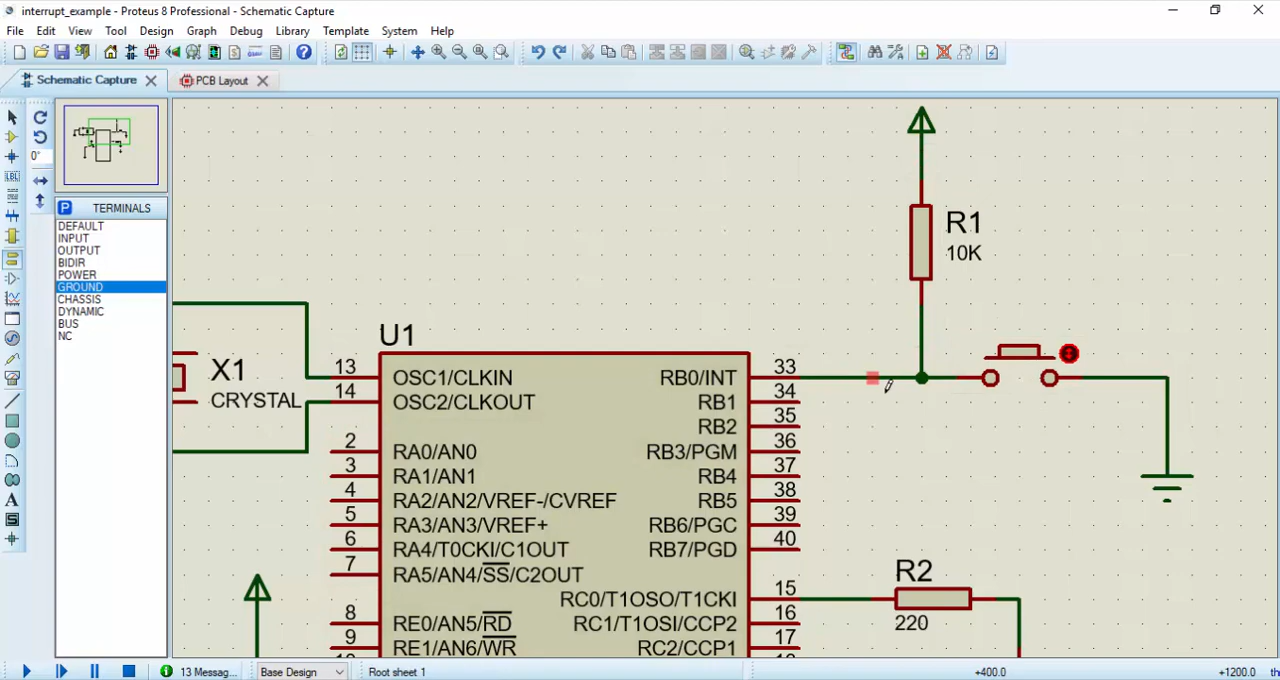 interrupt_example - Proteus 8 Professional - Schematic Capture
File Edit View Tool Design Graph Debug Library Template System Help
Schematic Capture PCB Layout
0°
LBL
P TERMINALS
DEFAULT
INPUT
OUTPUT
BIDIR
POWER
GROUND
CHASSIS
DYNAMIC
BUS
NC
A
S
R1
10K
U1
X1
CRYSTAL
13 OSC1/CLKIN RB0/INT 33
14 OSC2/CLKOUT RB1 34
RB2 35
2 RA0/AN0 RB3/PGM 36
3 RA1/AN1 RB4 37
4 RA2/AN2/VREF-/CVREF RB5 38
5 RA3/AN3/VREF+ RB6/PGC 39
6 RA4/T0CKI/C1OUT RB7/PGD 40
7 RA5/AN4/SS/C2OUT
R2
220
RC0/T1OSO/T1CKI 15
8 RE0/AN5/RD RC1/T1OSI/CCP2 16
9 RE1/AN6/WR RC2/CCP1 17
13 Messag... Base Design Root sheet 1 +400.0 +1200.0 th